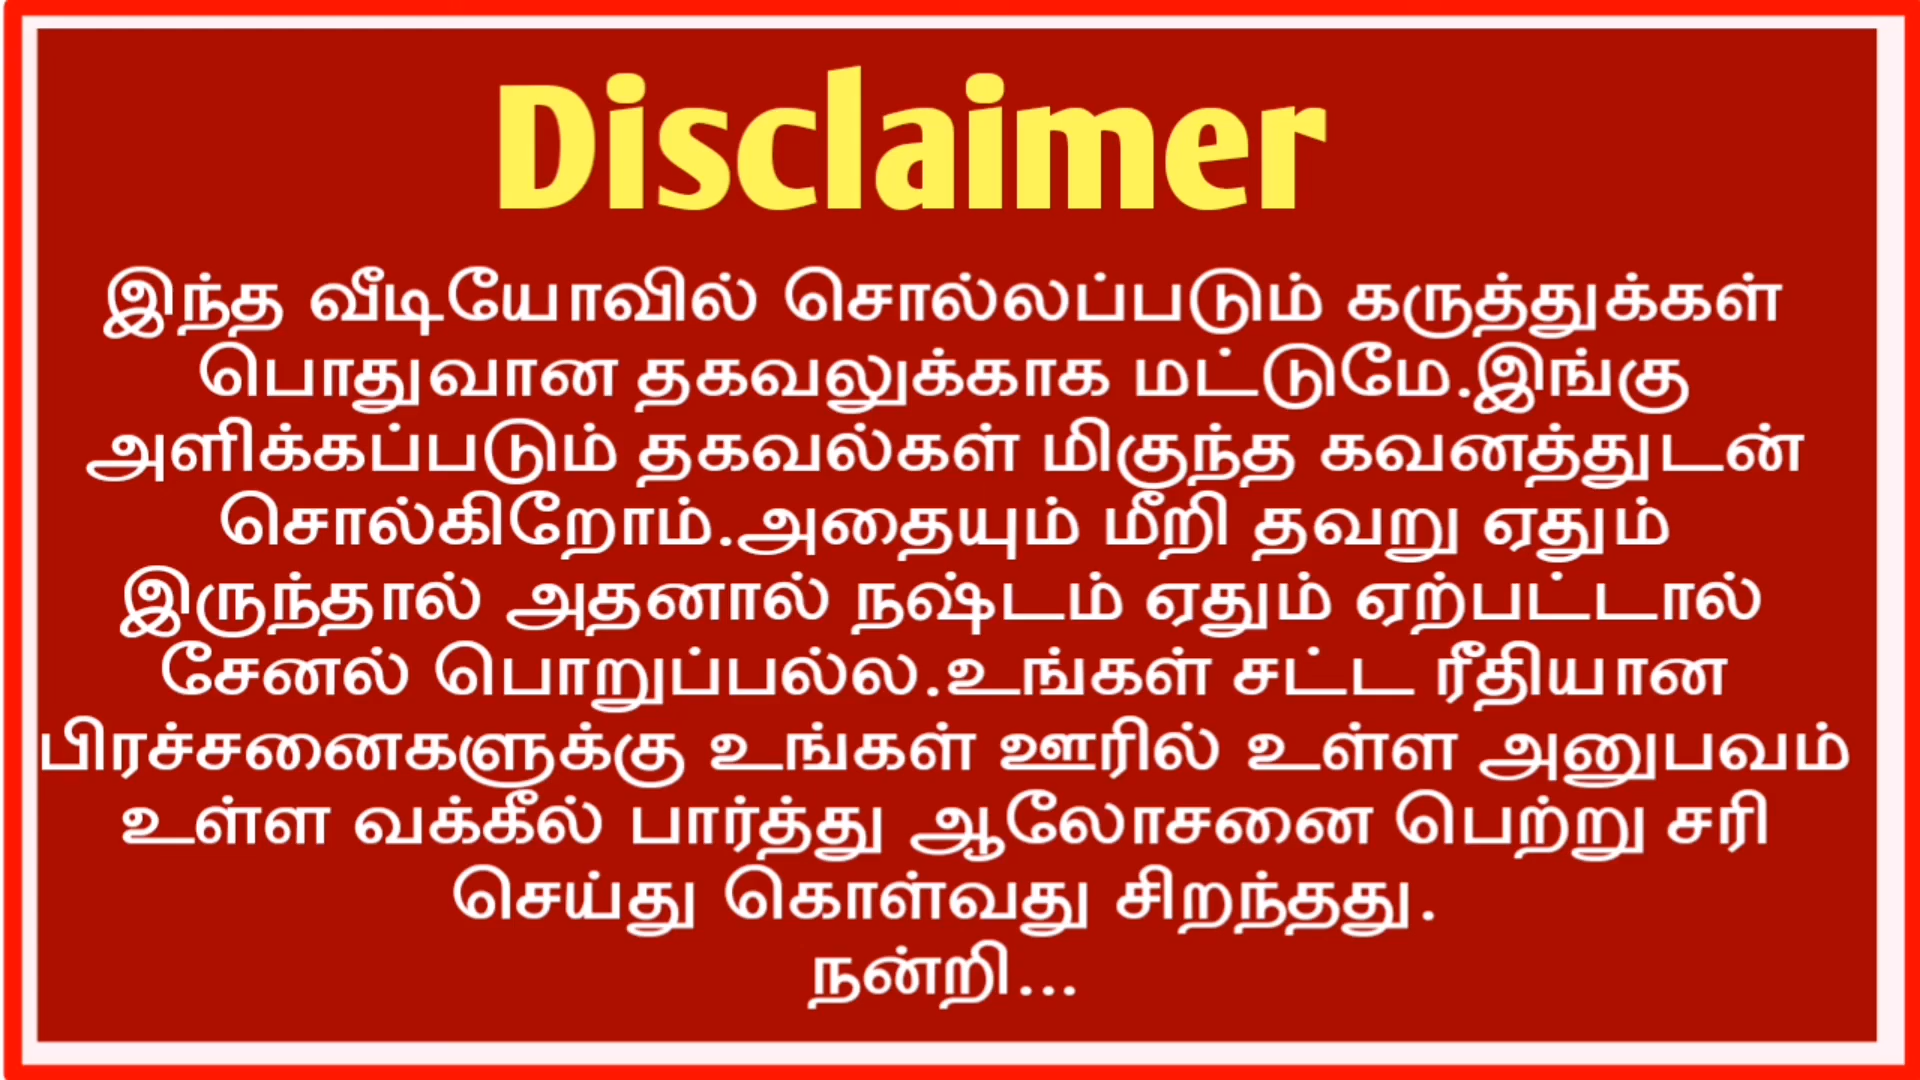 Disclaimer
இந்த வீடியோவில் சொல்லப்படும் கருத்துக்கள்
பொதுவான தகவலுக்காக மட்டுமே.இங்கு
அளிக்கப்படும் தகவல்கள் மிகுந்த கவனத்துடன்
சொல்கிறோம்.அதையும் மீறி தவறு ஏதும்
இருந்தால் அதனால் நஷ்டம் ஏதும் ஏற்பட்டால்
சேனல் பொறுப்பல்ல.உங்கள் சட்ட ரீதியான
பிரச்சனைகளுக்கு உங்கள் ஊரில் உள்ள அனுபவம்
உள்ள வக்கீல் பார்த்து ஆலோசனை பெற்று சரி
செய்து கொள்வது சிறந்தது.
நன்றி...